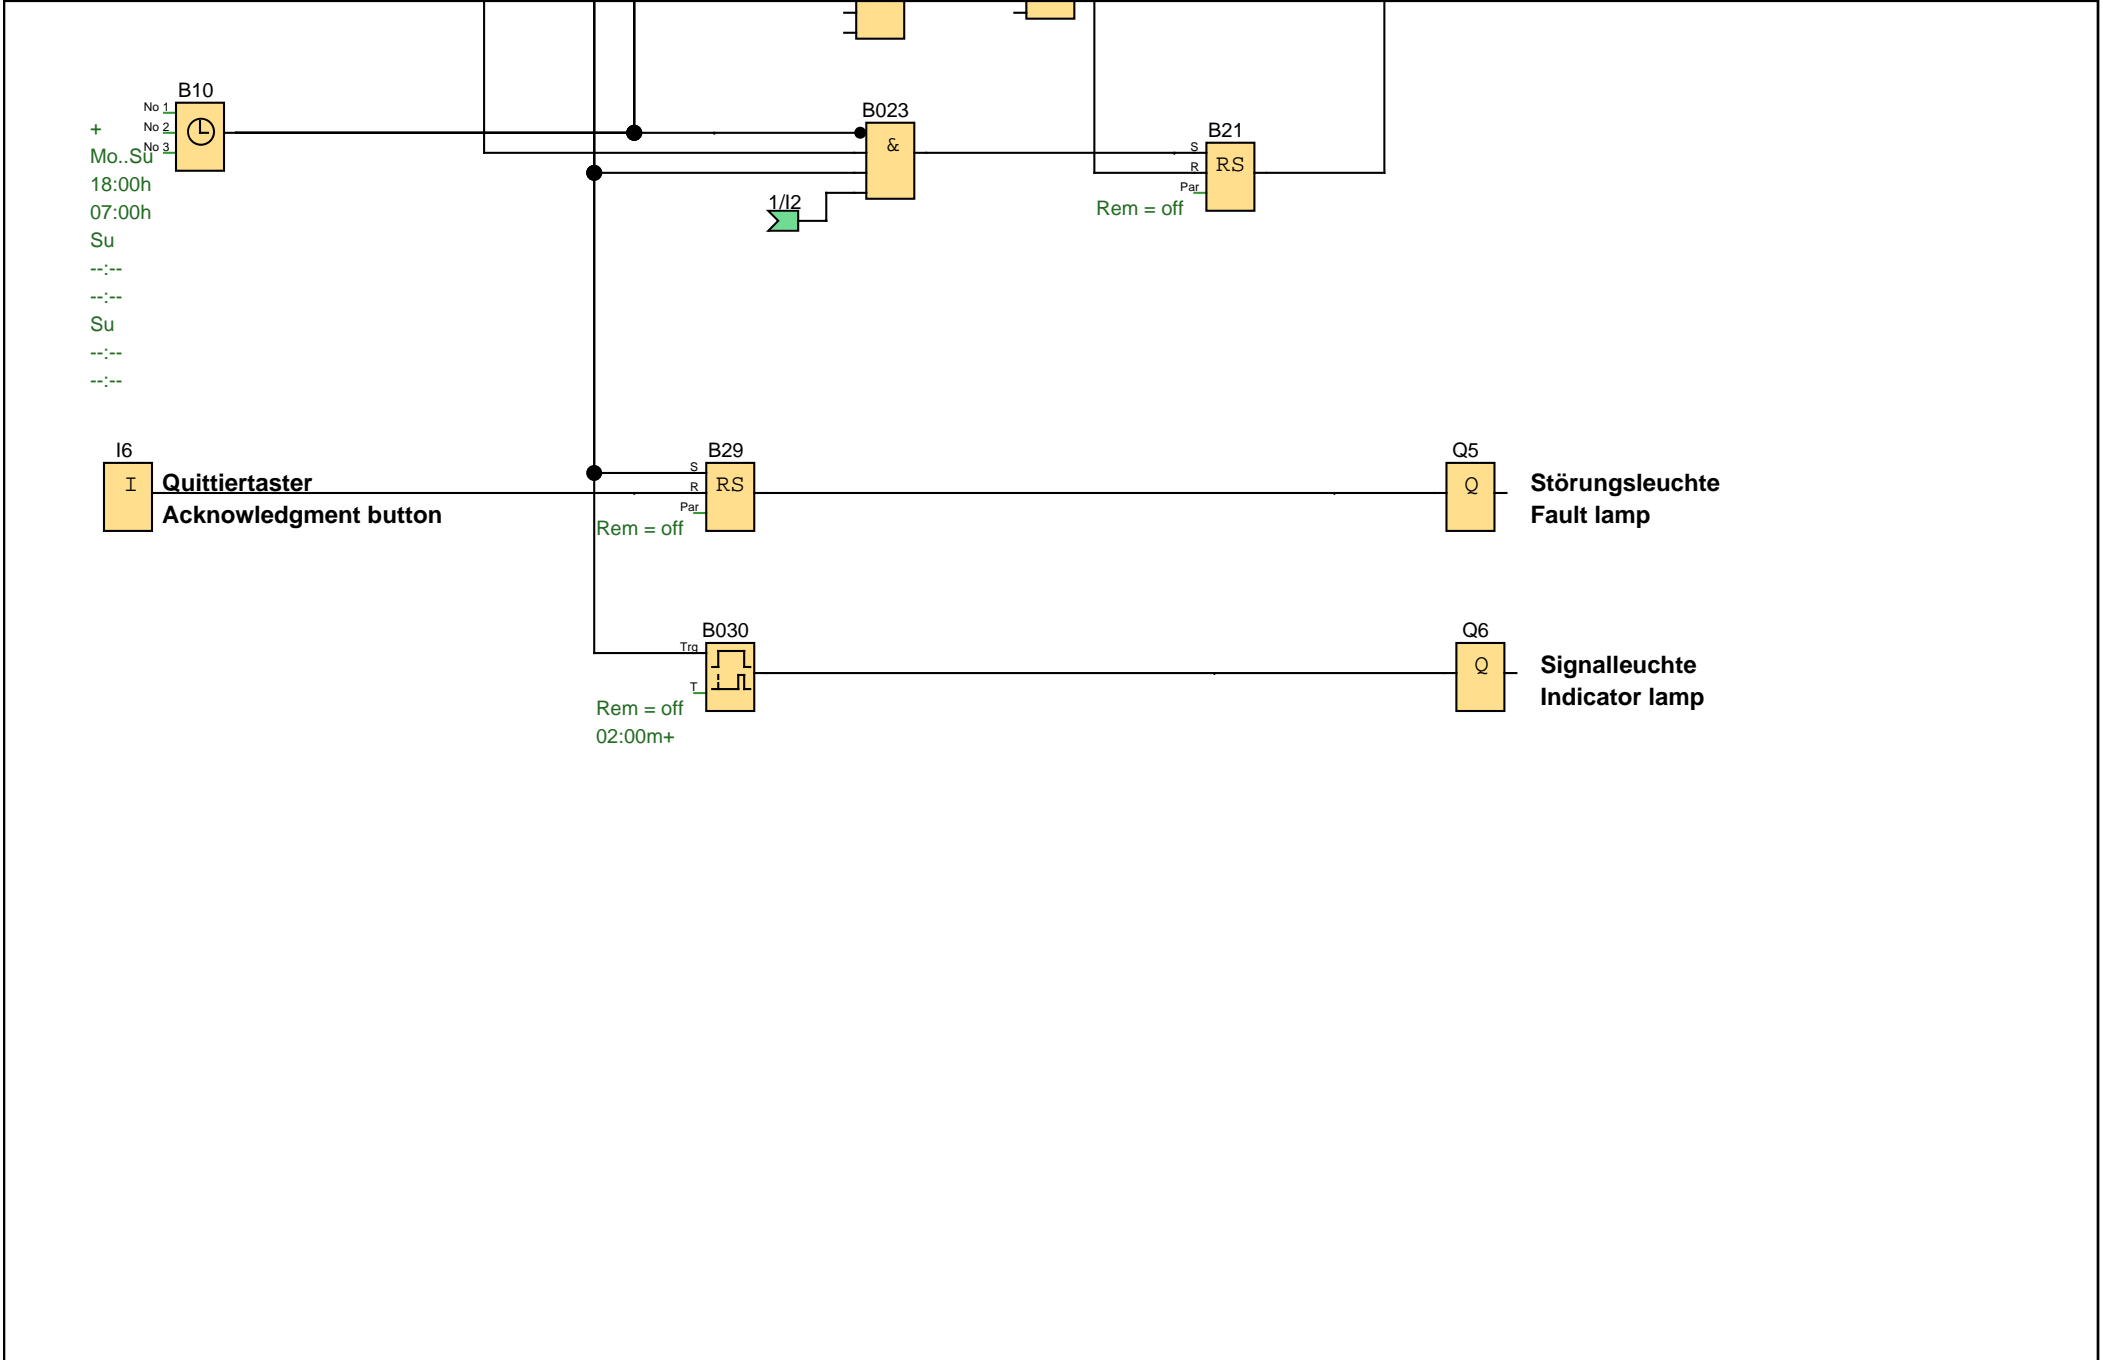 B10
No 1
No 2
No 3
+
Mo..Su
18:00h
07:00h
Su
--:--
--:--
Su
--:--
--:--
B023
&
1/I2
B21
S
R
Par
RS
Rem = off
I6
I
Quittiertaster
Acknowledgment button
B29
S
R
Par
RS
Rem = off
Q5
Q
Störungsleuchte
Fault lamp
B030
Trg
T
Rem = off
02:00m+
Q6
Q
Signalleuchte
Indicator lamp